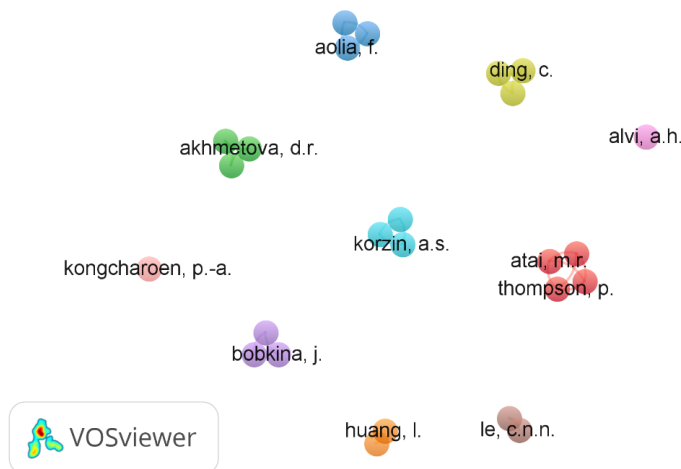 aolia, f.
ding, c.
alvi, a.h.
akhmetova, d.r.
korzin, a.s.
atai, m.r.
kongcharoen, p.-a.
thompson, p.
bobkina, j.
huang, l.
le, c.n.n.
VOSviewer